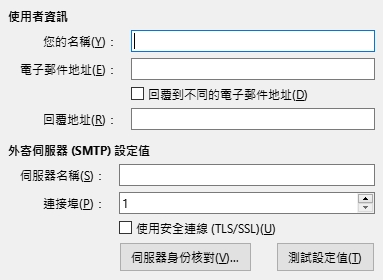 使用者資訊
您的名稱(Y)：
電子郵件地址(E)：
回覆到不同的電子郵件地址(D)
回覆地址(R)：
外寄伺服器 (SMTP) 設定值
伺服器名稱(S)：
連接埠(P)： 1
使用安全連線 (TLS/SSL)(U)
伺服器身份核對(V)... 測試設定值(T)